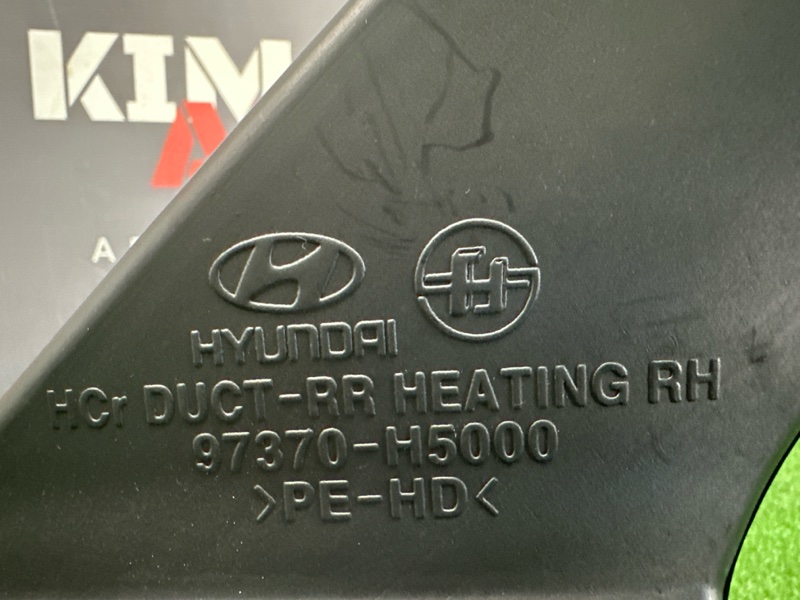 KIM
A
HYUNDAI
HCr DUCT-RR HEATING RH
97370-H5000
>PE-HD<